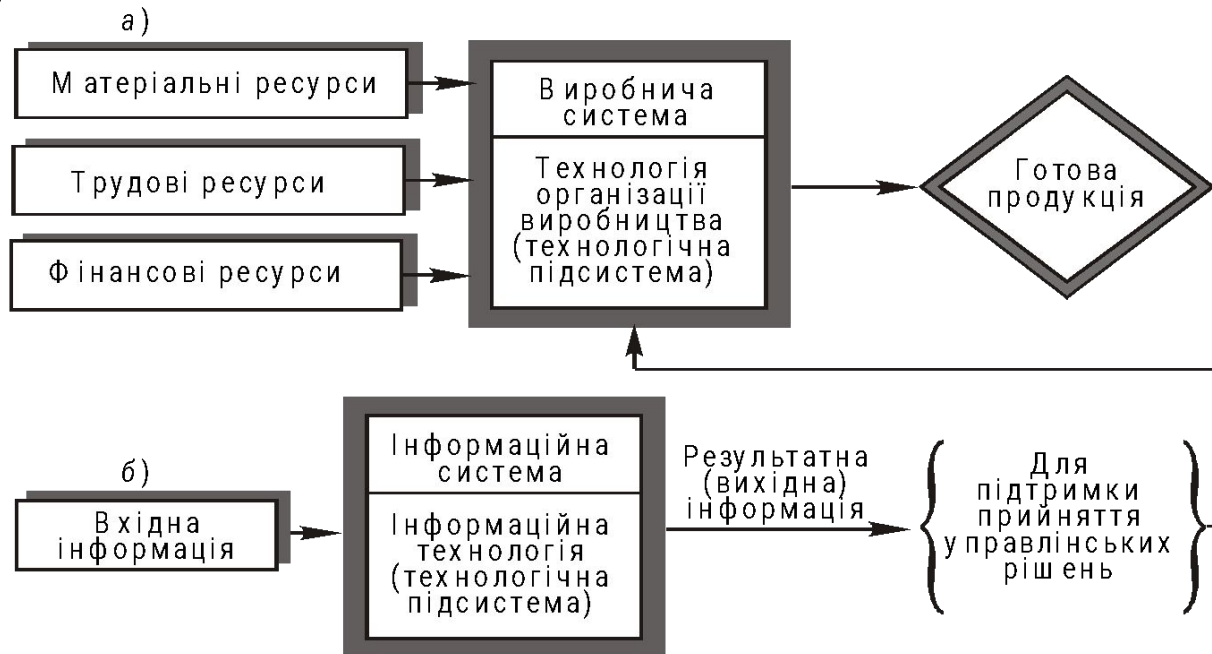 а)
Матеріальні ресурси
Трудові ресурси
Фінансові ресурси
Виробнича
система
Технологія
організації
виробництва
(технологічна
підсистема)
Готова
продукція
б)
Вхідна
інформація
Інформаційна
система
Інформаційна
технологія
(технологічна
підсистема)
Результатна
(вихідна)
інформація
Для
підтримки
прийняття
управлінських
рішень